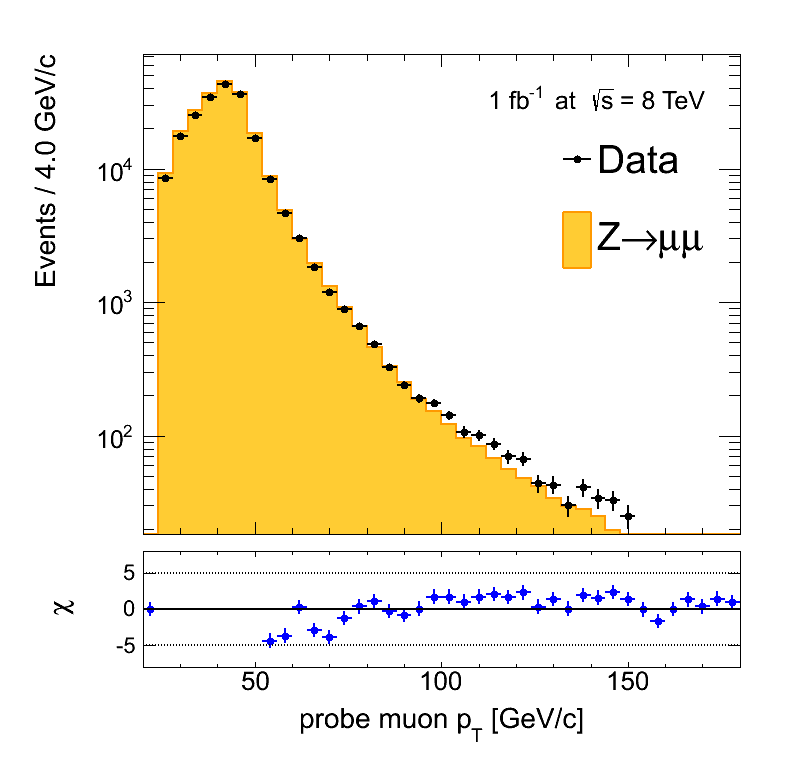 Events / 4.0 GeV/c
10⁴
10³
10²
1 fb⁻¹ at √s = 8 TeV
Data
Z→μμ
χ
5
0
-5
50 100 150
probe muon p_T [GeV/c]